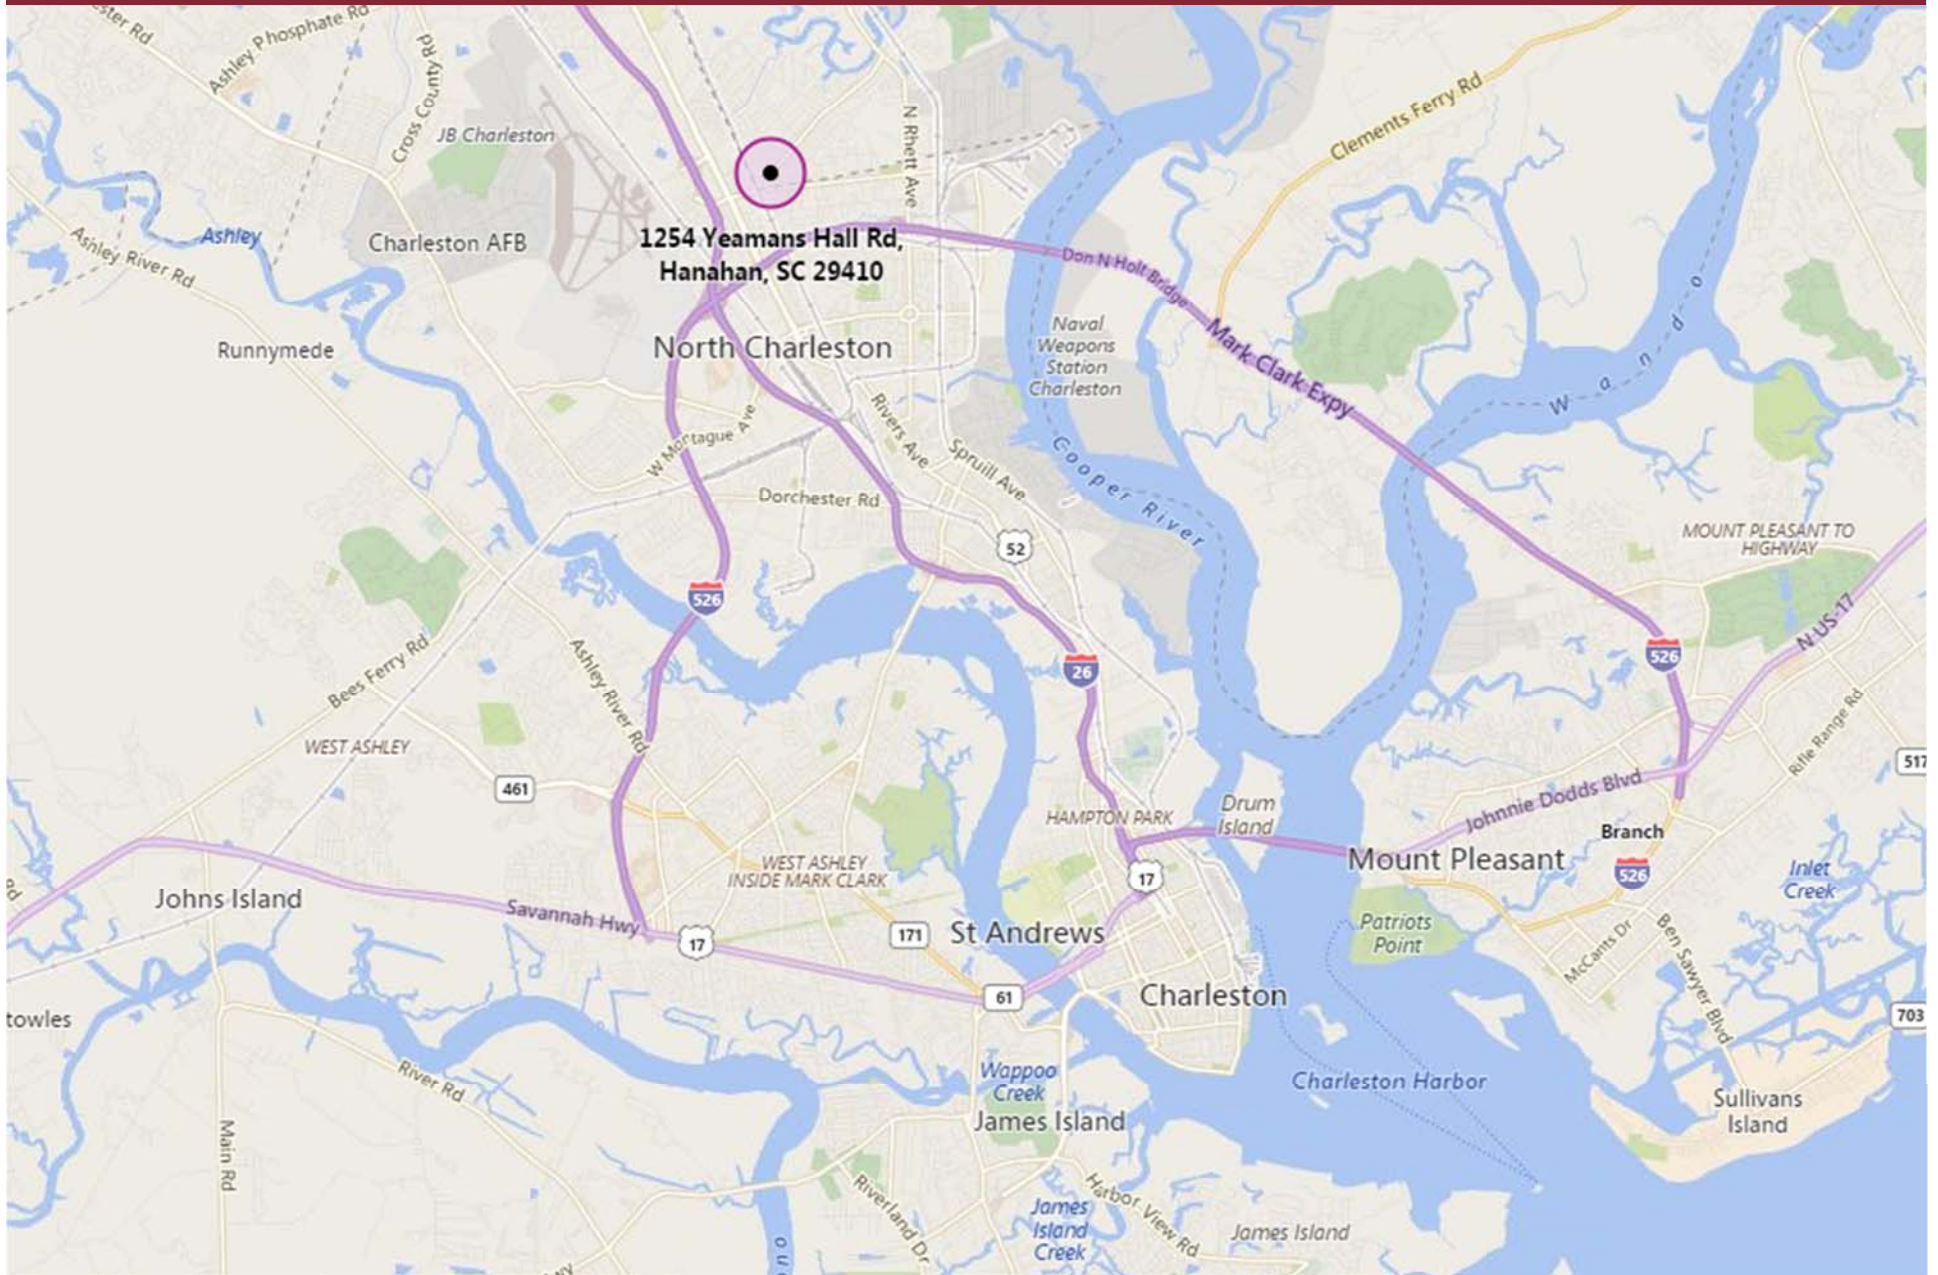 ster Rd
Ashley Phosphate Rd
Cross County Rd
JB Charleston
N Rhett Ave
Clements Ferry Rd
Ashley
Ashley River Rd
Charleston AFB
1254 Yeamans Hall Rd,
Hanahan, SC 29410
Don N Holt Bridge
Mark Clark Expy
Runnymede
North Charleston
Naval
Weapons
Station
Charleston
Wando
W Montague Ave
Rivers Ave
Spruill Ave
Cooper River
Dorchester Rd
52
MOUNT PLEASANT TO
HIGHWAY
526
N US-17
Bees Ferry Rd
Ashley River Rd
26
526
Rifle Range Rd
WEST ASHLEY
461
517
HAMPTON PARK
Drum
Island
Johnnie Dodds Blvd
Branch
WEST ASHLEY
INSIDE MARK CLARK
Mount Pleasant
17
526
Inlet
Creek
Rd
Johns Island
Savannah Hwy
17
171
St Andrews
Patriots
Point
McCants Dr
Ben Sawyer Blvd
61
Charleston
towles
703
River Rd
Wappoo
Creek
Charleston Harbor
James Island
Sullivans
Island
Main Rd
Riverland Dr
Harbor View Rd
James
Island
Creek
James Island
ono
wy